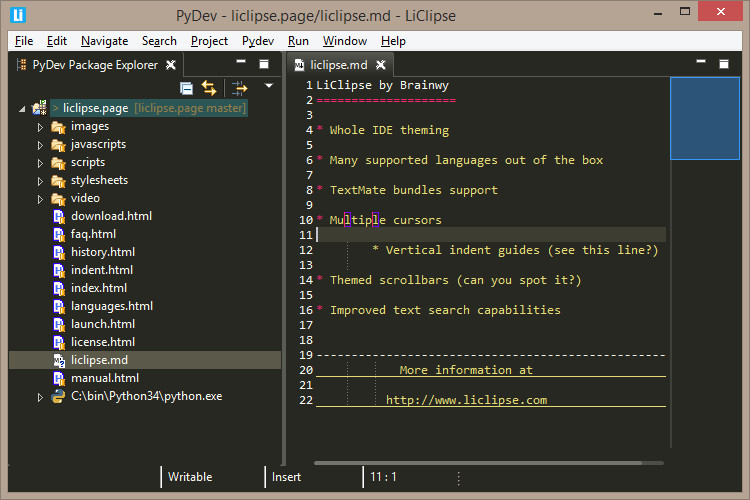 Li PyDev - liclipse.page/liclipse.md - LiClipse
File Edit Navigate Search Project Pydev Run Window Help
PyDev Package Explorer
> liclipse.page [liclipse.page master]
images
javascripts
scripts
stylesheets
video
download.html
faq.html
history.html
indent.html
index.html
languages.html
launch.html
license.html
liclipse.md
manual.html
C:\bin\Python34\python.exe
liclipse.md
1 LiClipse by Brainwy
2 ====================
3
4 * Whole IDE theming
5
6 * Many supported languages out of the box
7
8 * TextMate bundles support
9
10 * Multiple cursors
11
12 * Vertical indent guides (see this line?)
13
14 * Themed scrollbars (can you spot it?)
15
16 * Improved text search capabilities
17
18
19 --------------------------------------------------
20 More information at
21
22 http://www.liclipse.com
Writable Insert 11 : 1